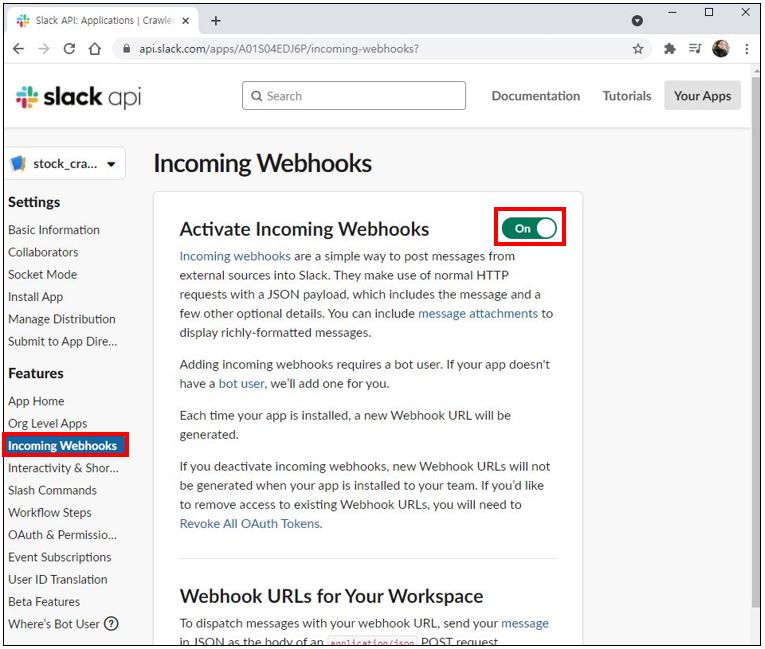 Slack API: Applications | Crawler
api.slack.com/apps/A01S04EDJ6P/incoming-webhooks?
slack api
Search
Documentation
Tutorials
Your Apps
stock_cra...
Incoming Webhooks
Settings
Basic Information
Collaborators
Socket Mode
Install App
Manage Distribution
Submit to App Dire...
Features
App Home
Org Level Apps
Incoming Webhooks
Interactivity & Shor...
Slash Commands
Workflow Steps
OAuth & Permissio...
Event Subscriptions
User ID Translation
Beta Features
Where's Bot User ?
Activate Incoming Webhooks
On
Incoming webhooks are a simple way to post messages from
external sources into Slack. They make use of normal HTTP
requests with a JSON payload, which includes the message and a
few other optional details. You can include message attachments to
display richly-formatted messages.
Adding incoming webhooks requires a bot user. If your app doesn't
have a bot user, we'll add one for you.
Each time your app is installed, a new Webhook URL will be
generated.
If you deactivate incoming webhooks, new Webhook URLs will not
be generated when your app is installed to your team. If you'd like
to remove access to existing Webhook URLs, you will need to
Revoke All OAuth Tokens.
Webhook URLs for Your Workspace
To dispatch messages with your webhook URL, send your message
in JSON as the body of an application/json POST request